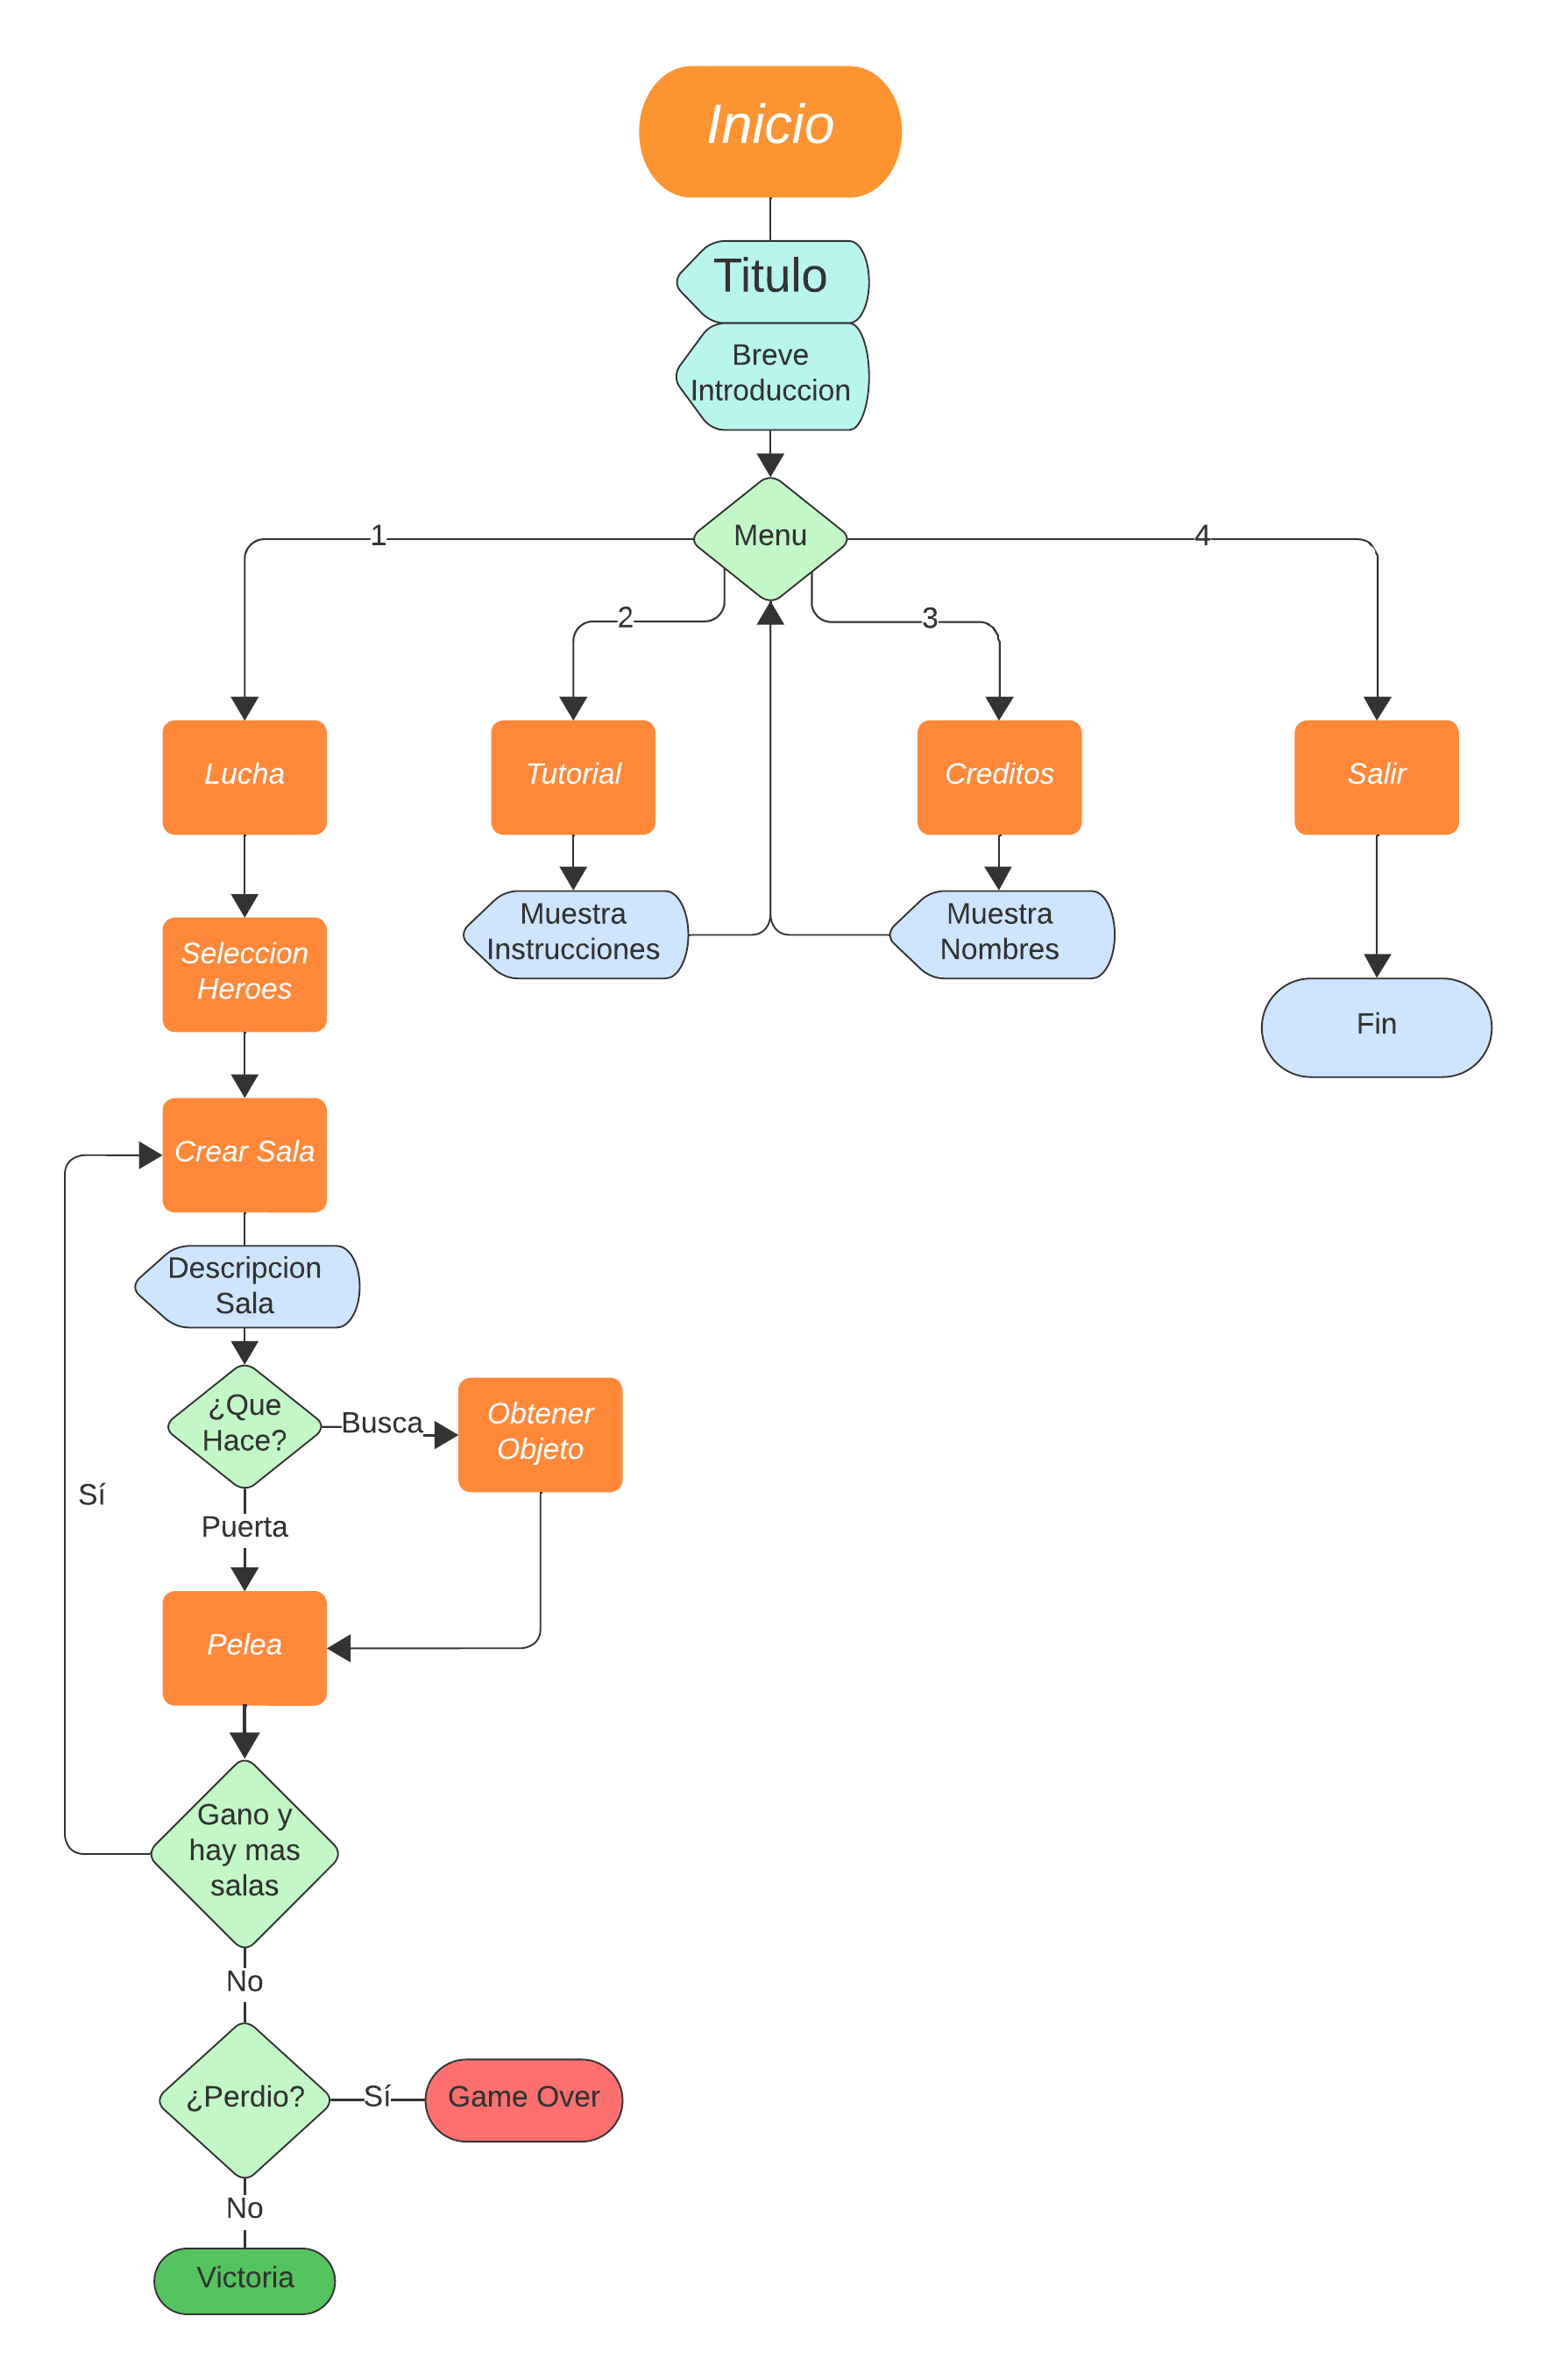 Inicio
Titulo
Breve
Introduccion
Menu
1
4
2
3
Lucha
Tutorial
Creditos
Salir
Muestra
Instrucciones
Muestra
Nombres
Seleccion
Heroes
Fin
Crear Sala
Descripcion
Sala
¿Que
Hace?
Busca
Obtener
Objeto
Sí
Puerta
Pelea
Gano y
hay mas
salas
No
¿Perdio?
Sí
Game Over
No
Victoria